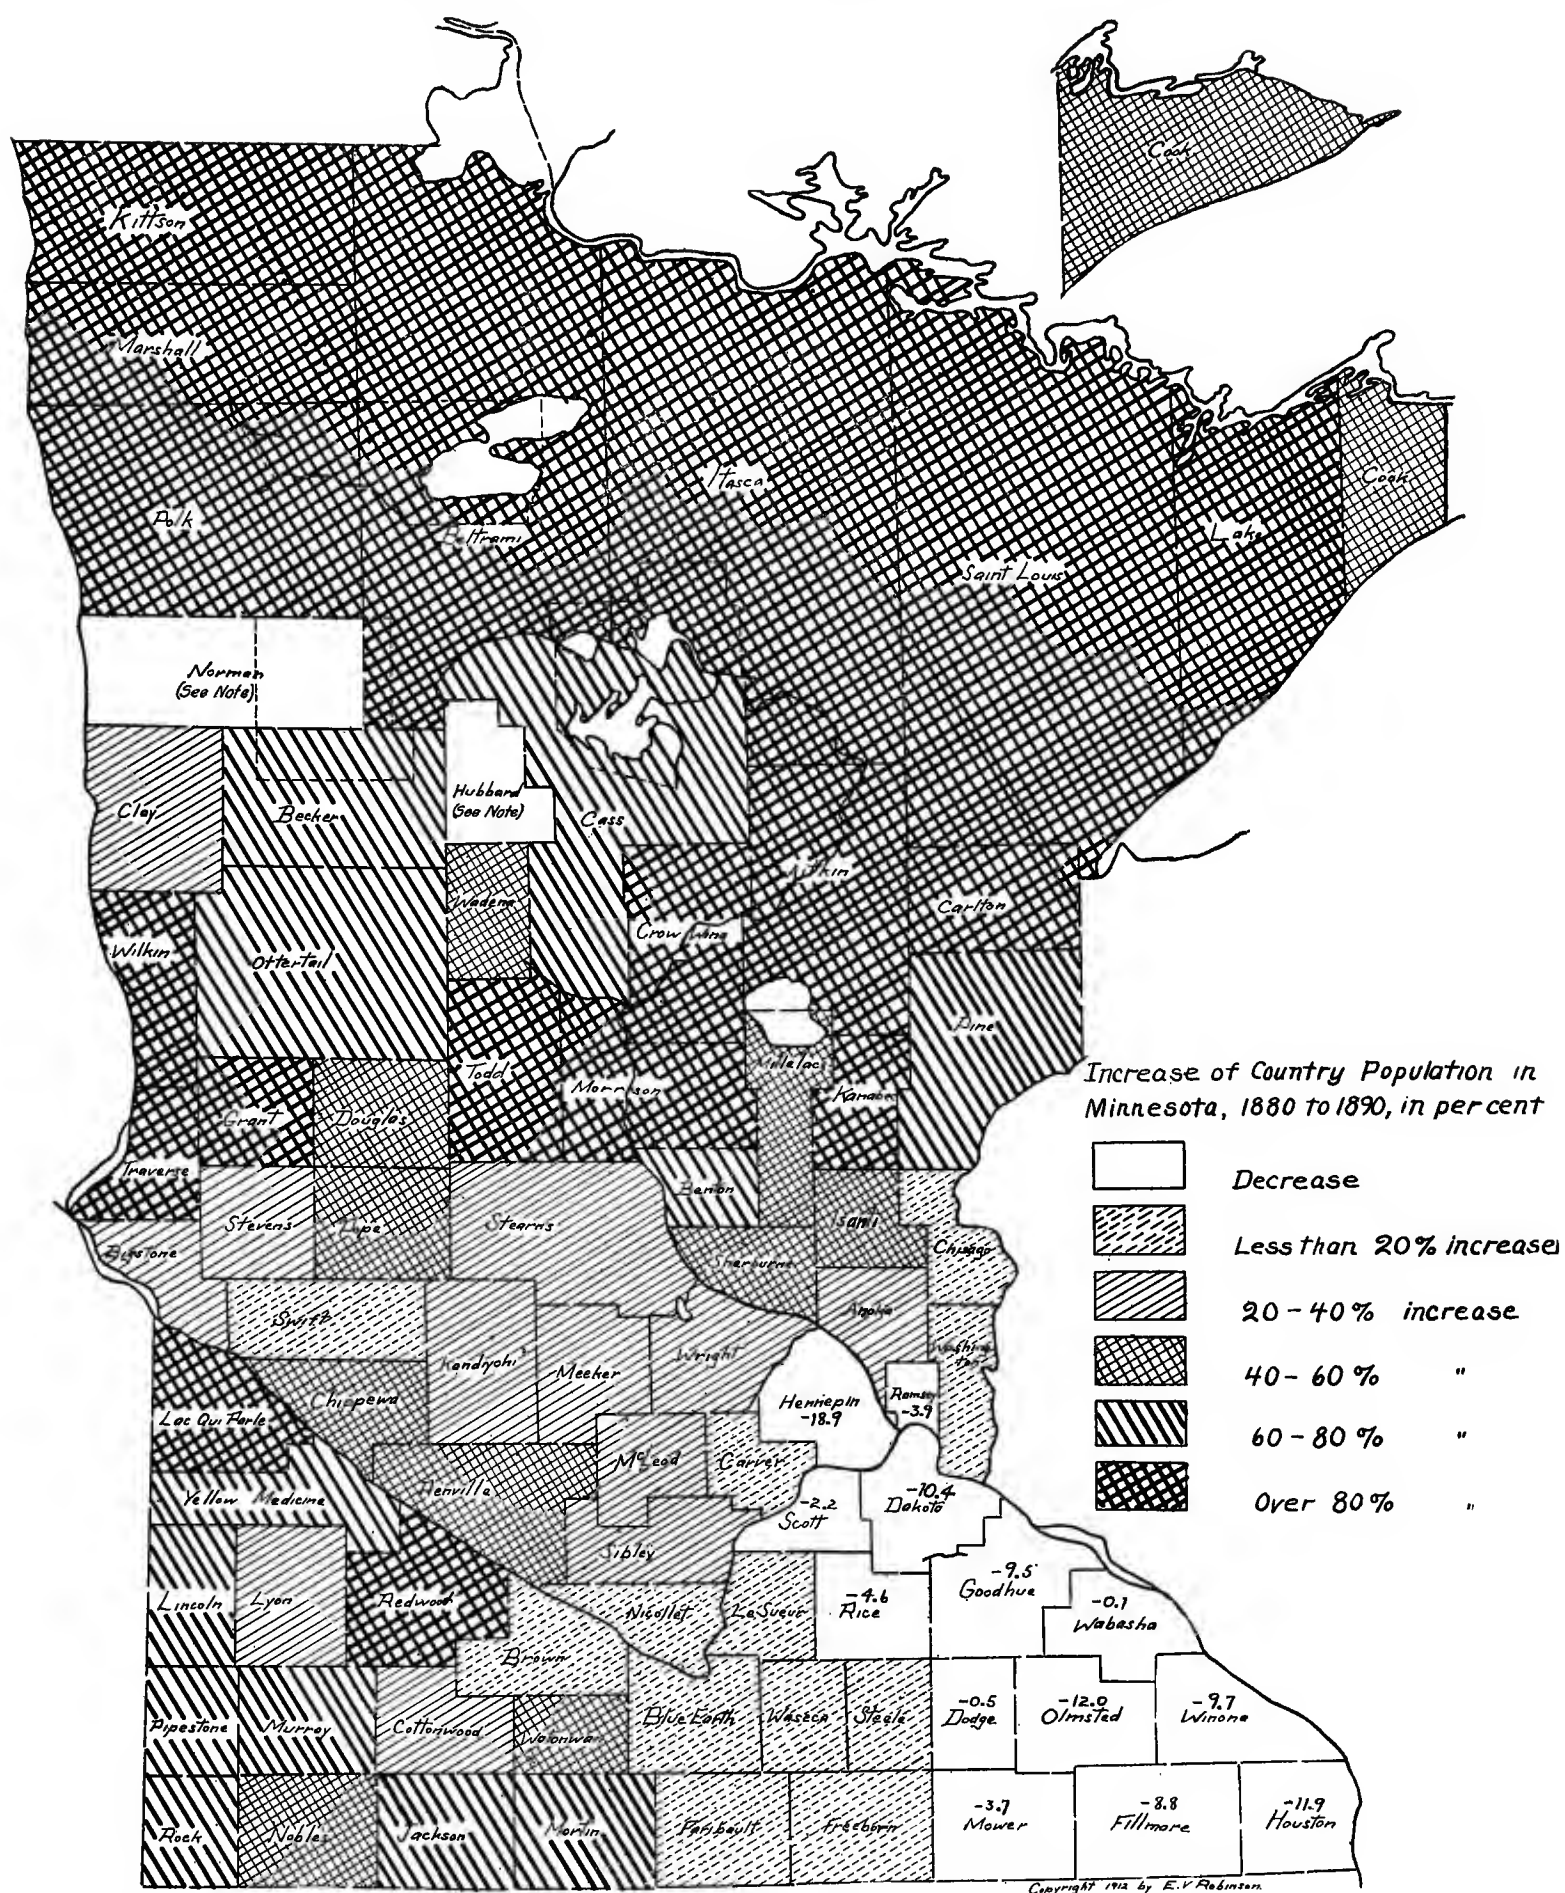 Cook
Kittson
Marshall
Itasca
Cook
Polk
Beltrami
Lake
Saint Louis
Norman
(See Note)
Hubbard
(See Note)
Clay
Becker
Cass
Aitkin
Wadena
Carlton
Crow Wing
Wilkin
Ottertail
Pine
Todd
Morrison
Millelac
Kanabec
Grant
Douglas
Traverse
Benton
Stevens
Pope
Stearns
Isanti
Bigstone
Sherburne
Chisago
Swift
Anoka
Kandiyohi
Meeker
Wright
Washing-
ton
Hennepin
-18.9
Ramsey
-3.9
Chippewa
Lac Qui Parle
McLeod
Carver
Renville
Yellow Medicine
-2.2
Scott
-10.4
Dakota
Sibley
Lincoln
Lyon
Redwood
Nicollet
Le Sueur
-4.6
Rice
-9.5
Goodhue
-0.1
Wabasha
Brown
Pipestone
Murray
Cottonwood
Watonwan
Blue Earth
Waseca
Steele
-0.5
Dodge
-12.0
Olmsted
-9.7
Winona
Rock
Nobles
Jackson
Martin
Faribault
Freeborn
-3.7
Mower
-8.8
Fillmore
-11.9
Houston
Increase of Country Population in
Minnesota, 1880 to 1890, in per cent
Decrease
Less than 20% increase
20-40% increase
40-60% "
60-80% "
Over 80% "
Copyright 1912 by E.V Robinson.